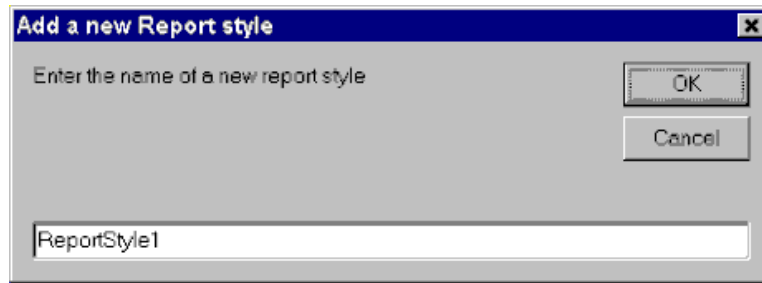 Add a new Report style
Enter the name of a new report style
OK
Cancel
ReportStyle1